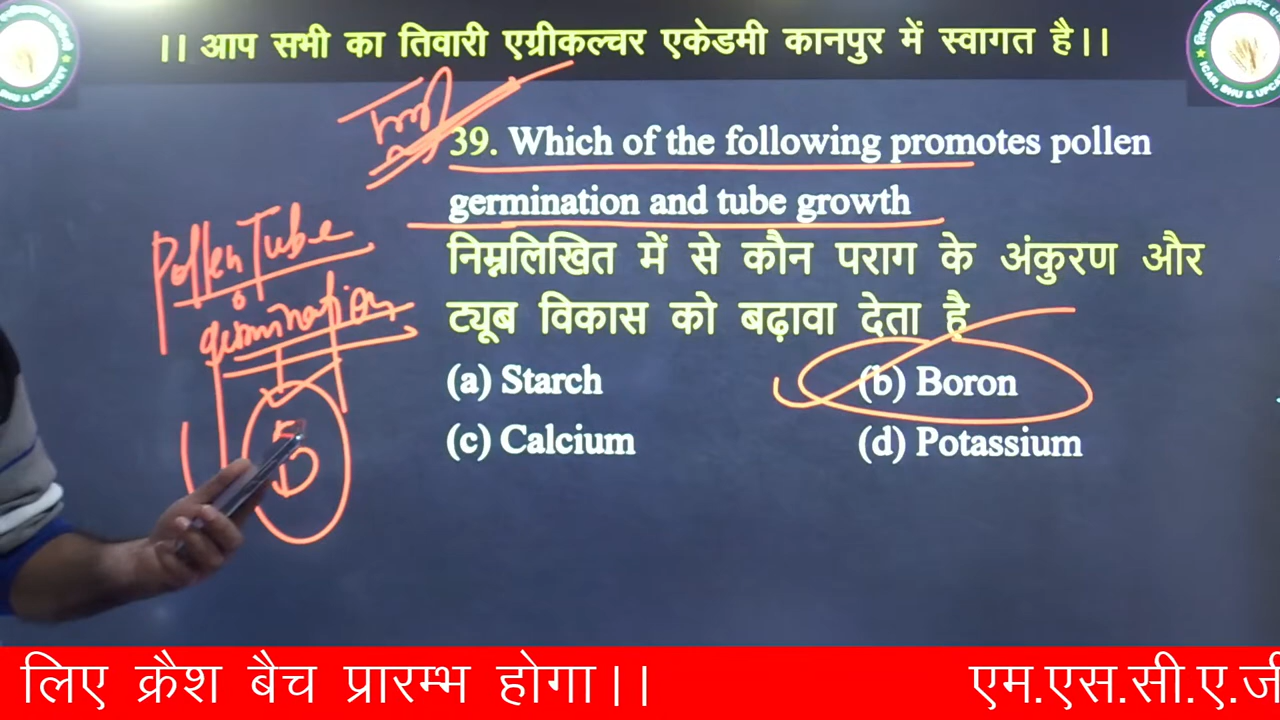 ।। आप सभी का तिवारी एग्रीकल्चर एकेडमी कानपुर में स्वागत है।।
Imp
39. Which of the following promotes pollen
germination and tube growth
निम्नलिखित में से कौन पराग के अंकुरण और
ट्यूब विकास को बढ़ावा देता है
(a) Starch
(b) Boron
(c) Calcium
(d) Potassium
Pollen Tube
germination
B
लिए क्रैश बैच प्रारम्भ होगा।।
एम.एस.सी.ए.जी